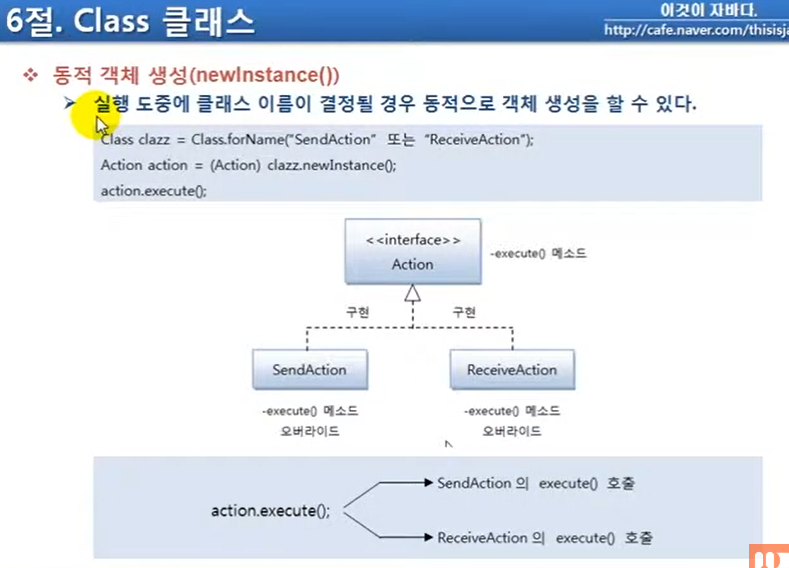 6절. Class 클래스
이것이 자바다.
http://cafe.naver.com/thisisja
❖ 동적 객체 생성(newInstance())
➢ 실행 도중에 클래스 이름이 결정될 경우 동적으로 객체 생성을 할 수 있다.
Class clazz = Class.forName("SendAction" 또는 "ReceiveAction");
Action action = (Action) clazz.newInstance();
action.execute();
<<interface>>
Action
-execute() 메소드
구현
구현
SendAction
ReceiveAction
-execute() 메소드
오버라이드
-execute() 메소드
오버라이드
action.execute();
SendAction 의 execute() 호출
ReceiveAction 의 execute() 호출